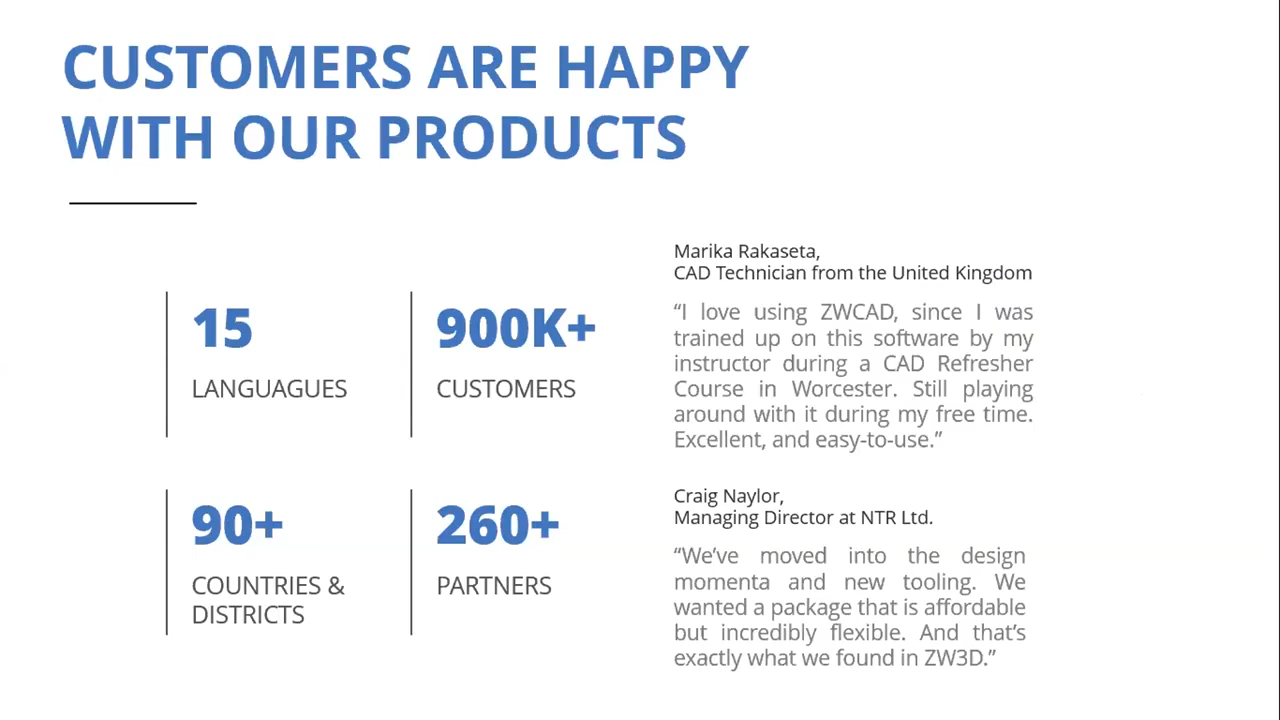 CUSTOMERS ARE HAPPY
WITH OUR PRODUCTS
15
LANGUAGUES
900K+
CUSTOMERS
90+
COUNTRIES &
DISTRICTS
260+
PARTNERS
Marika Rakaseta,
CAD Technician from the United Kingdom
“I love using ZWCAD, since I was
trained up on this software by my
instructor during a CAD Refresher
Course in Worcester. Still playing
around with it during my free time.
Excellent, and easy-to-use.”
Craig Naylor,
Managing Director at NTR Ltd.
“We’ve moved into the design
momenta and new tooling. We
wanted a package that is affordable
but incredibly flexible. And that’s
exactly what we found in ZW3D.”